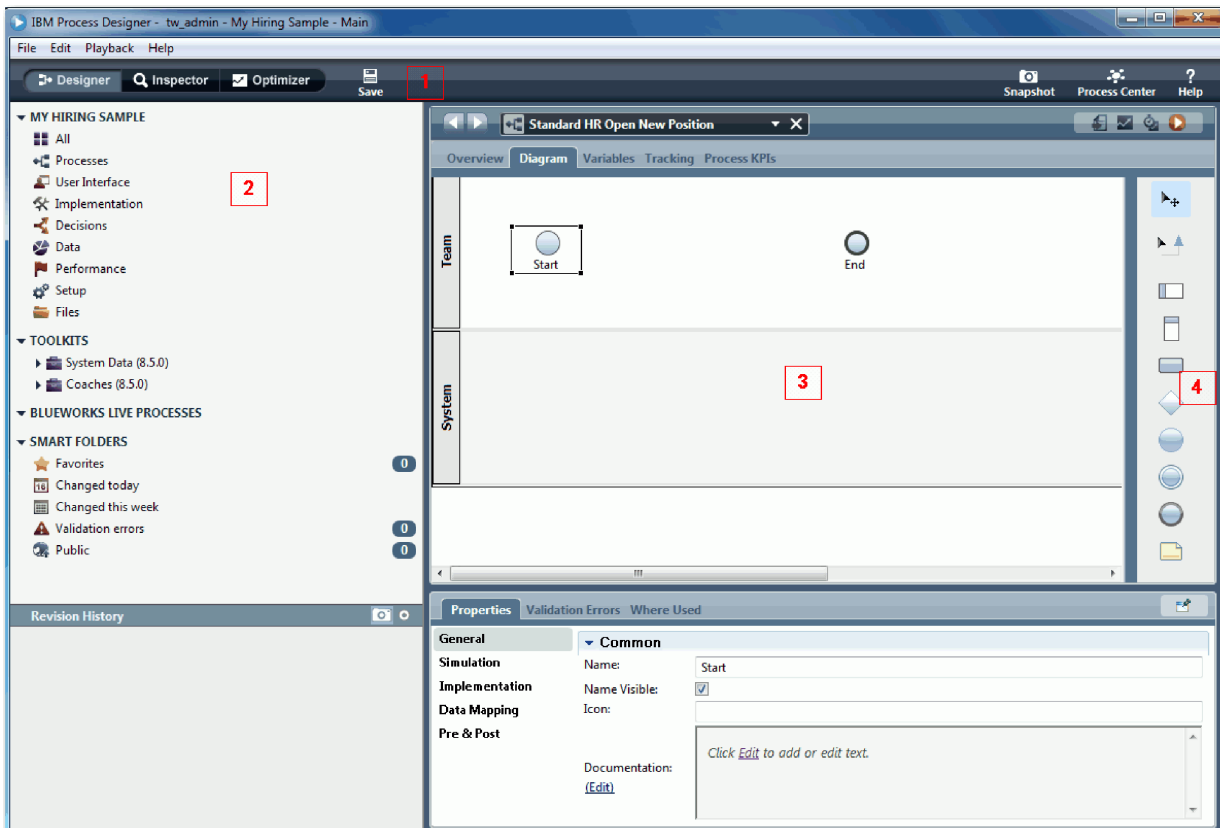 IBM Process Designer - tw_admin - My Hiring Sample - Main
File Edit Playback Help
Designer Inspector Optimizer Save 1 Snapshot Process Center Help
MY HIRING SAMPLE
All
Processes
User Interface
2
Implementation
Decisions
Data
Performance
Setup
Files
TOOLKITS
System Data (8.5.0)
Coaches (8.5.0)
BLUEWORKS LIVE PROCESSES
SMART FOLDERS
Favorites 0
16 Changed today
Changed this week
Validation errors 0
Public 0
Revision History
Standard HR Open New Position
Overview Diagram Variables Tracking Process KPIs
Team
Start
End
System
3
4
Properties Validation Errors Where Used
General
Simulation
Implementation
Data Mapping
Pre & Post
Common
Name: Start
Name Visible:
Icon:
Documentation:
(Edit)
Click Edit to add or edit text.